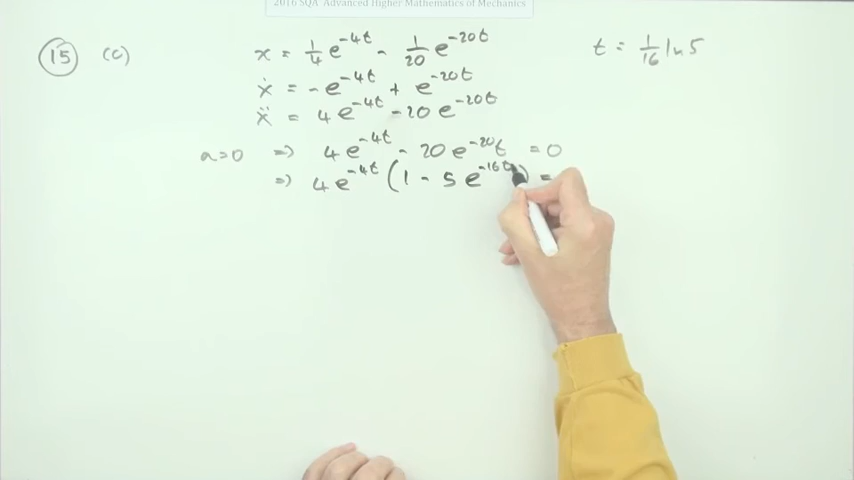 2016 SQA Advanced Higher Mathematics of Mechanics
15 (c) x = 1/4 e^-4t - 1/20 e^-20t t = 1/16 ln 5
ẋ = -e^-4t + e^-20t
ẍ = 4e^-4t - 20e^-20t
a=0 => 4e^-4t - 20e^-20t = 0
=> 4e^-4t (1 - 5e^-16t) =